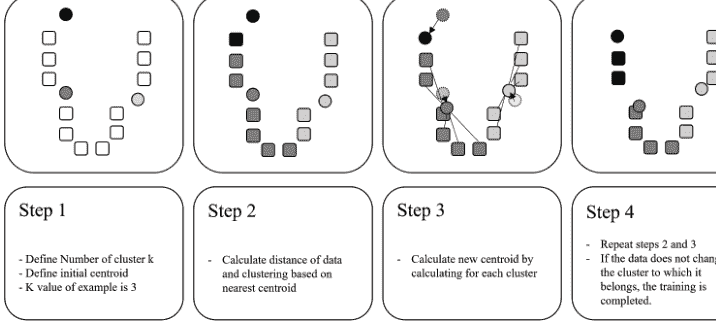 Step 1
- Define Number of cluster k
- Define initial centroid
- K value of example is 3
Step 2
- Calculate distance of data
and clustering based on
nearest centroid
Step 3
- Calculate new centroid by
calculating for each cluster
Step 4
- Repeat steps 2 and 3
- If the data does not chan
the cluster to which it
belongs, the training is
completed.